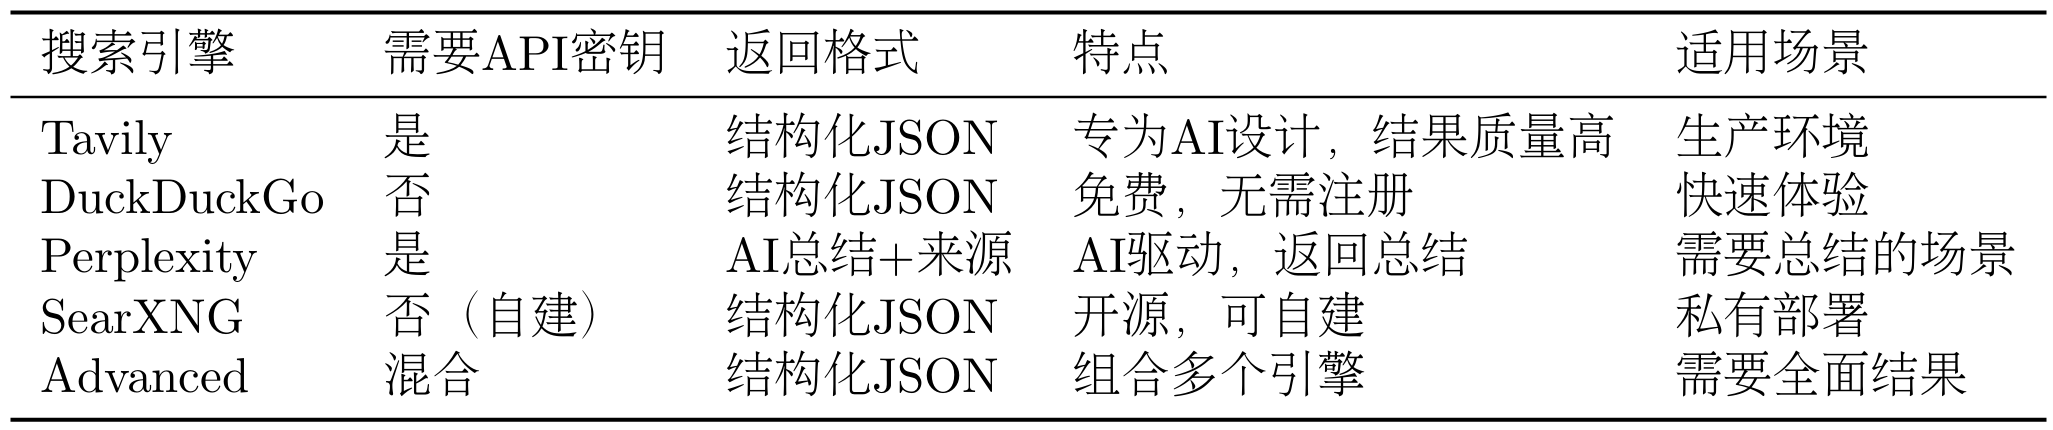 搜索引擎 需要API密钥 返回格式 特点 适用场景
Tavily 是 结构化JSON 专为AI设计，结果质量高 生产环境
DuckDuckGo 否 结构化JSON 免费，无需注册 快速体验
Perplexity 是 AI总结+来源 AI驱动，返回总结 需要总结的场景
SearXNG 否（自建） 结构化JSON 开源，可自建 私有部署
Advanced 混合 结构化JSON 组合多个引擎 需要全面结果